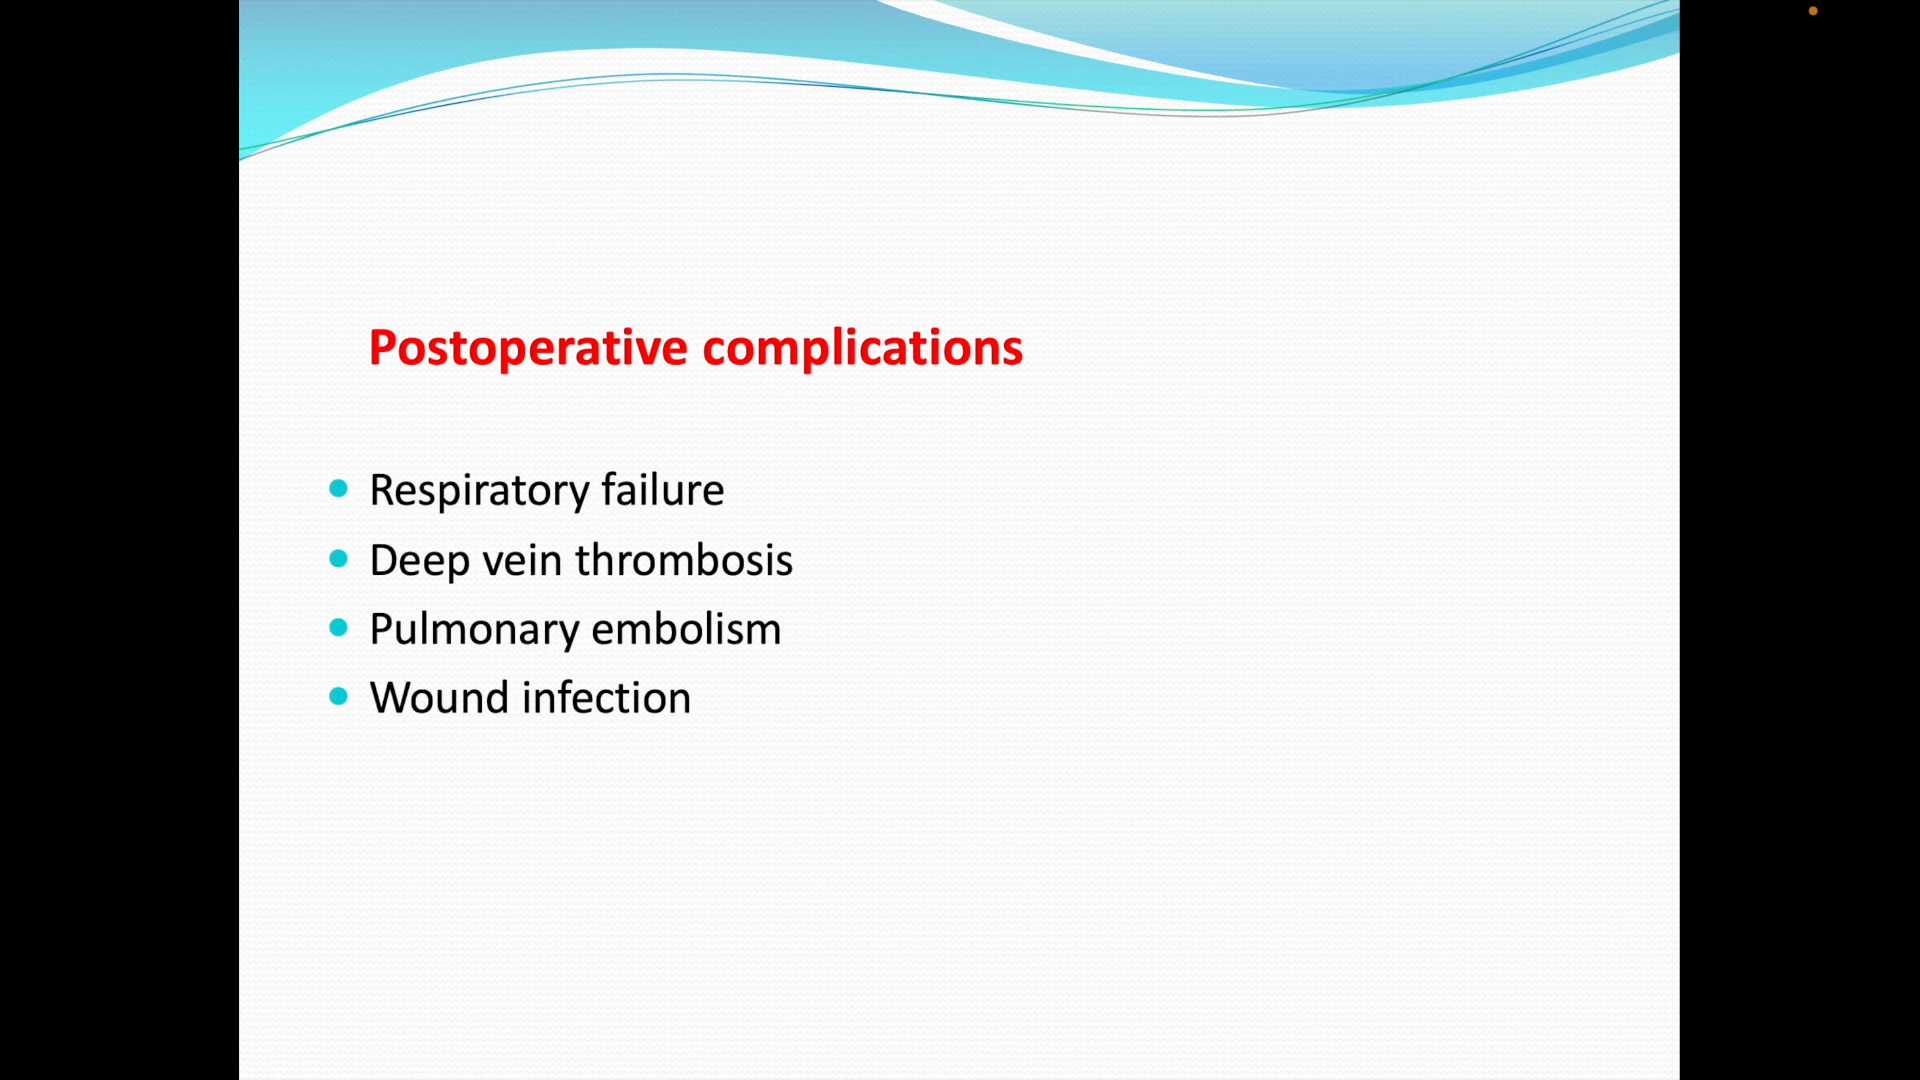 Postoperative complications
Respiratory failure
Deep vein thrombosis
Pulmonary embolism
Wound infection